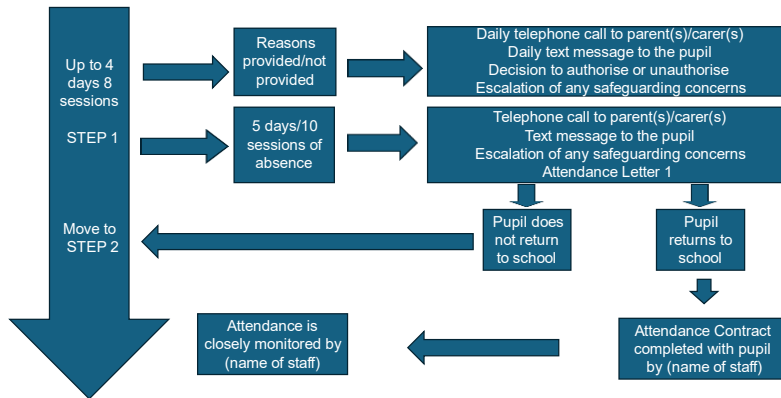 Up to 4
days 8
sessions
Reasons
provided/not
provided
Daily telephone call to parent(s)/carer(s)
Daily text message to the pupil
Decision to authorise or unauthorise
Escalation of any safeguarding concerns
STEP 1
5 days/10
sessions of
absence
Telephone call to parent(s)/carer(s)
Text message to the pupil
Escalation of any safeguarding concerns
Attendance Letter 1
Move to
STEP 2
Pupil does
not return
to school
Pupil
returns to
school
Attendance is
closely monitored by
(name of staff)
Attendance Contract
completed with pupil
by (name of staff)